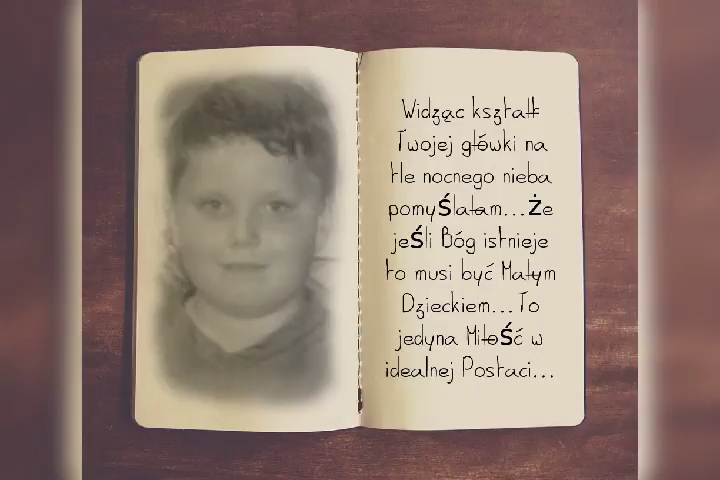 Widząc kształt
Twojej główki na
tle nocnego nieba
pomyŚlałam...Że
jeŚli Bóg istnieje
to musi być Małym
Dzieckiem...To
jedyna MiłoŚć w
idealnej Postaci...